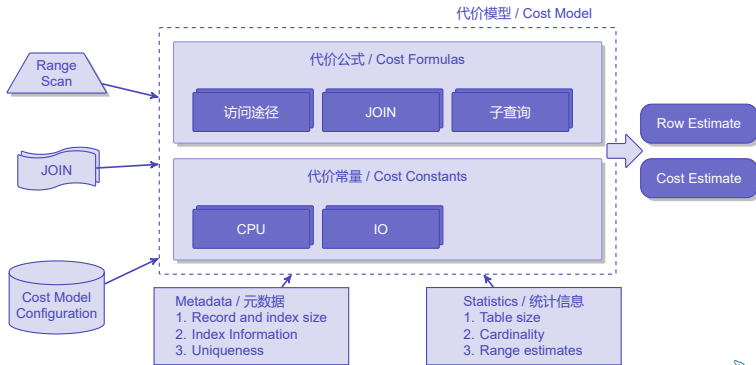 代价模型 / Cost Model
Range
Scan
代价公式 / Cost Formulas
访问途径
JOIN
子查询
Row Estimate
JOIN
代价常量 / Cost Constants
Cost Estimate
CPU
IO
Cost Model
Configuration
Metadata / 元数据
1. Record and index size
2. Index Information
3. Uniqueness
Statistics / 统计信息
1. Table size
2. Cardinality
3. Range estimates